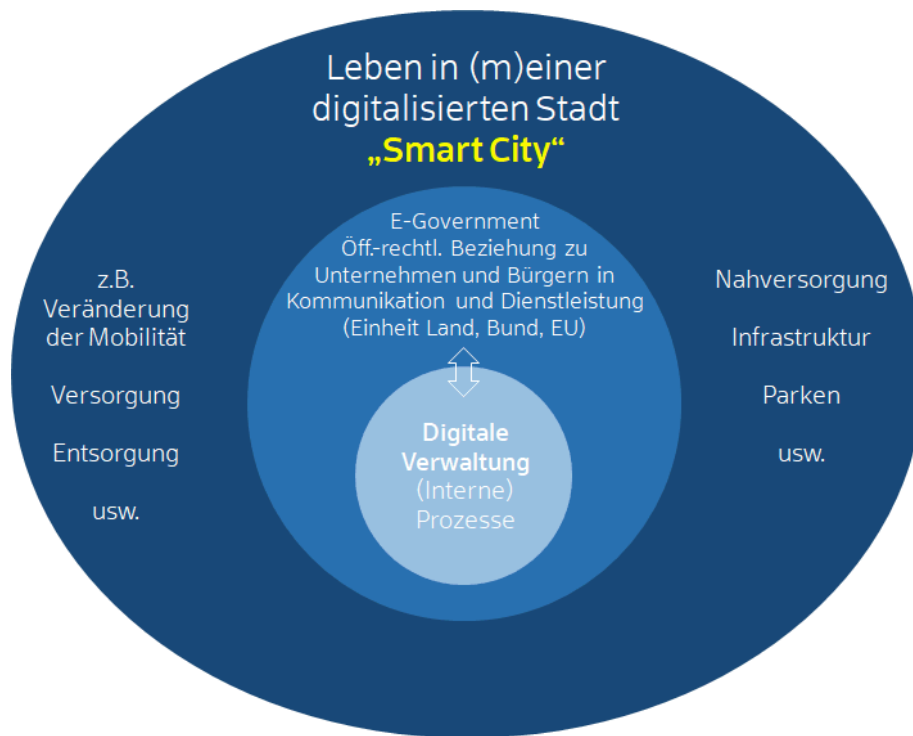 Leben in (m)einer
digitalisierten Stadt
„Smart City“
E-Government
Öff.-rechtl. Beziehung zu
Unternehmen und Bürgern in
Kommunikation und Dienstleistung
(Einheit Land, Bund, EU)
Digitale
Verwaltung
(Interne)
Prozesse
z.B.
Veränderung
der Mobilität
Versorgung
Entsorgung
usw.
Nahversorgung
Infrastruktur
Parken
usw.